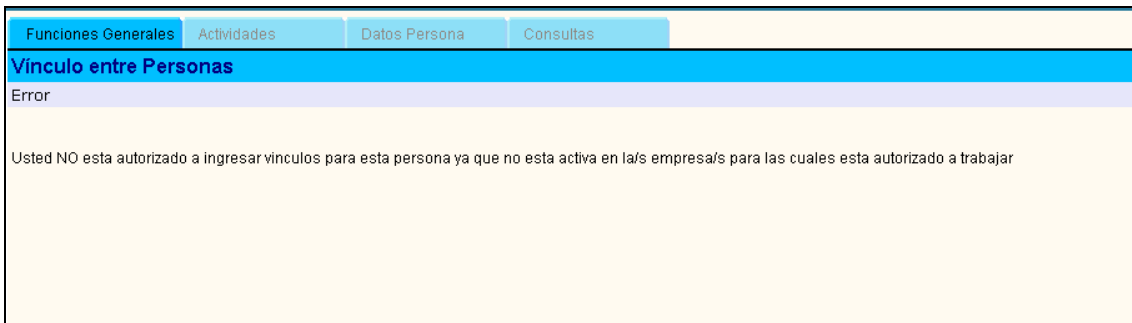 Funciones Generales Actividades Datos Persona Consultas
Vínculo entre Personas
Error
Usted NO esta autorizado a ingresar vinculos para esta persona ya que no esta activa en la/s empresa/s para las cuales esta autorizado a trabajar